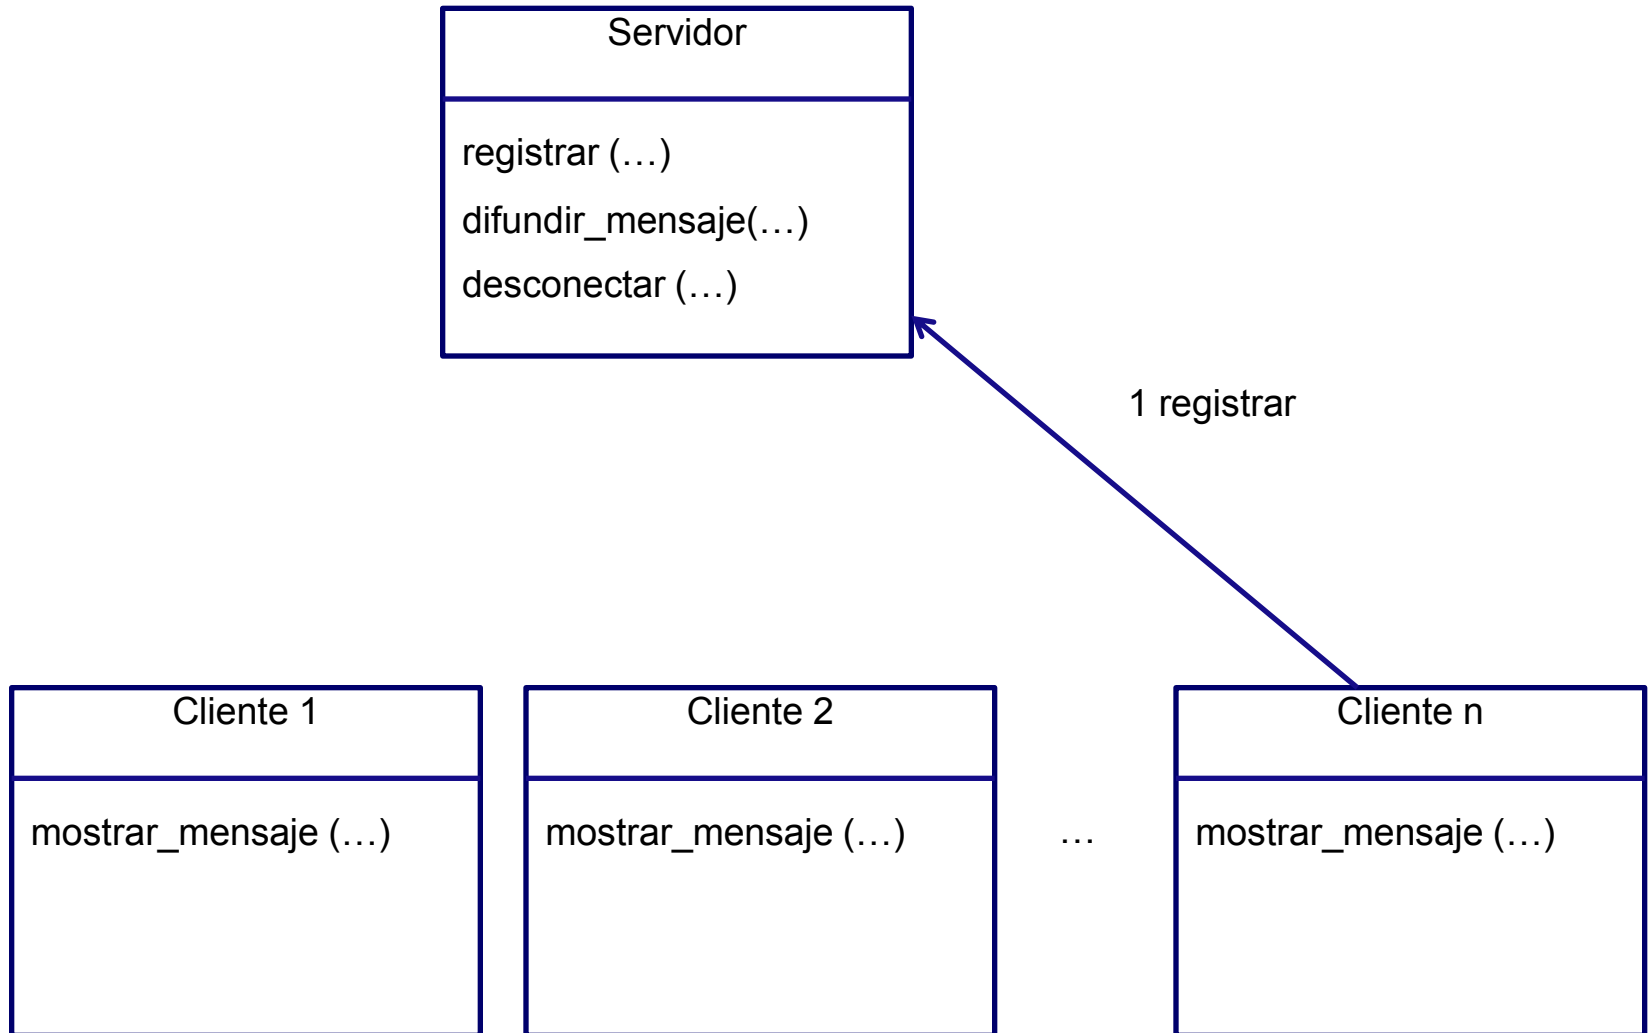 Servidor
registrar (…)
difundir_mensaje(…)
desconectar (…)
1 registrar
Cliente 1
Cliente 2
Cliente n
mostrar_mensaje (…)
mostrar_mensaje (…)
…
mostrar_mensaje (…)